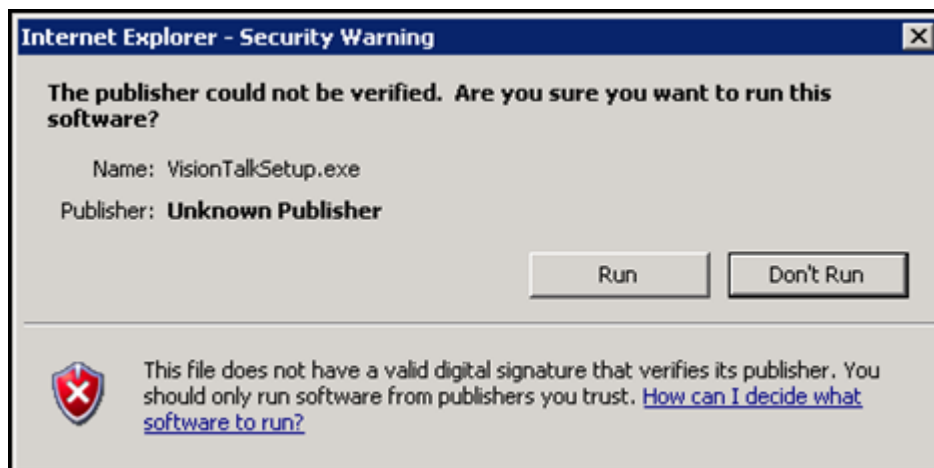 Internet Explorer - Security Warning
The publisher could not be verified.  Are you sure you want to run this
software?
Name: VisionTalkSetup.exe
Publisher: Unknown Publisher
Run
Don't Run
This file does not have a valid digital signature that verifies its publisher. You
should only run software from publishers you trust. How can I decide what
software to run?